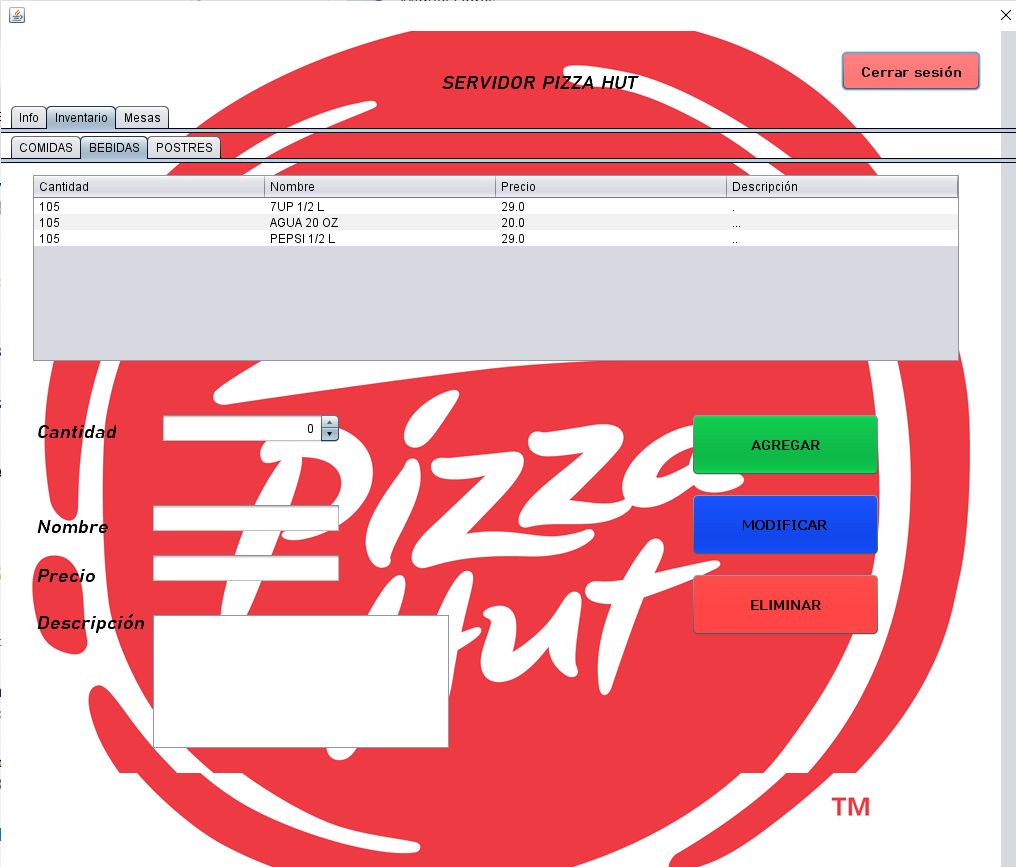 SERVIDOR PIZZA HUT
Cerrar sesión
Info Inventario Mesas
COMIDAS BEBIDAS POSTRES
Cantidad Nombre Precio Descripción
105 7UP 1/2 L 29.0 .
105 AGUA 20 OZ 20.0 ...
105 PEPSI 1/2 L 29.0 ..
Cantidad 0
AGREGAR
Nombre
MODIFICAR
Precio
ELIMINAR
Descripción
Pizza
Hut
TM